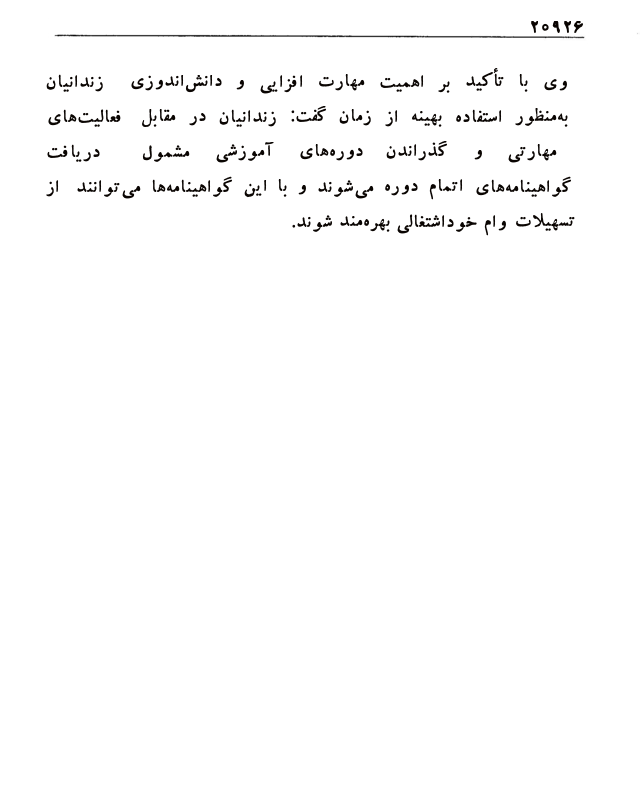 ۲۰۹۲۶
وی با تأکید بر اهمیت مهارت افزایی و دانش‌اندوزی زندانیان
به‌منظور استفاده بهینه از زمان گفت: زندانیان در مقابل فعالیت‌های
مهارتی و گذراندن دوره‌های آموزشی مشمول دریافت
گواهینامه‌های اتمام دوره می‌شوند و با این گواهینامه‌ها می‌توانند از
تسهیلات وام خوداشتغالی بهره‌مند شوند.